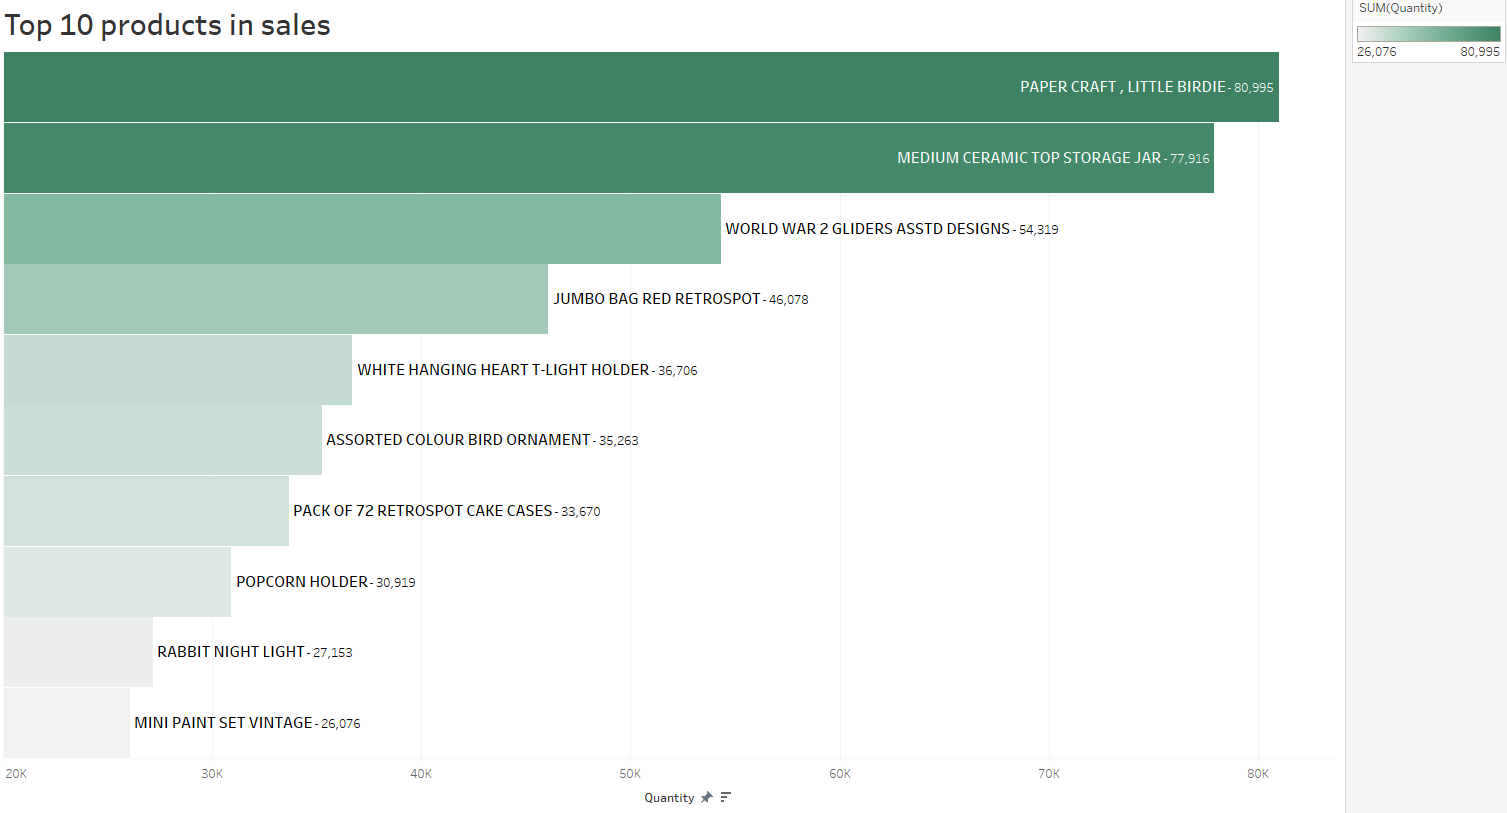 Top 10 products in sales
SUM(Quantity)
26,076 80,995
PAPER CRAFT , LITTLE BIRDIE - 80,995
MEDIUM CERAMIC TOP STORAGE JAR - 77,916
WORLD WAR 2 GLIDERS ASSTD DESIGNS - 54,319
JUMBO BAG RED RETROSPOT - 46,078
WHITE HANGING HEART T-LIGHT HOLDER - 36,706
ASSORTED COLOUR BIRD ORNAMENT - 35,263
PACK OF 72 RETROSPOT CAKE CASES - 33,670
POPCORN HOLDER - 30,919
RABBIT NIGHT LIGHT - 27,153
MINI PAINT SET VINTAGE - 26,076
20K 30K 40K 50K 60K 70K 80K
Quantity